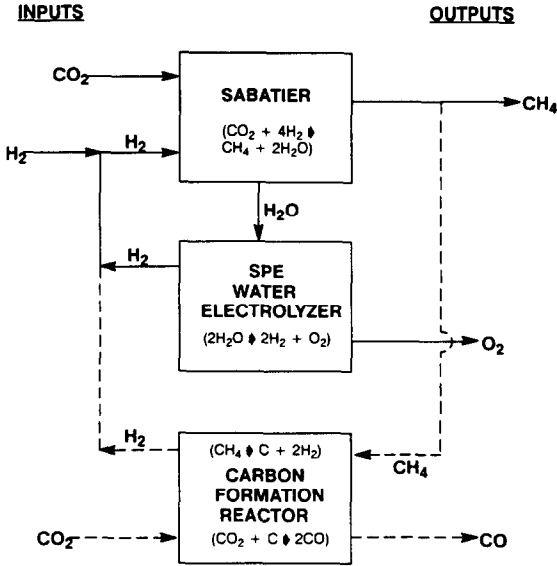 INPUTS
OUTPUTS
CO₂
SABATIER
(CO₂ + 4H₂ ➧
CH₄ + 2H₂O)
CH₄
H₂
H₂
H₂O
H₂
SPE
WATER
ELECTROLYZER
(2H₂O ➧ 2H₂ + O₂)
O₂
H₂
(CH₄ ➧ C + 2H₂)
CH₄
CARBON
FORMATION
REACTOR
(CO₂ + C ➧ 2CO)
CO₂
CO